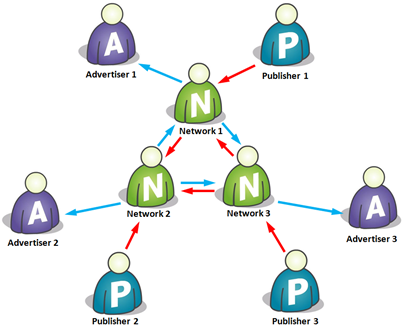 A
P
Advertiser 1
Publisher 1
N
Network 1
N
N
A
A
Network 2
Network 3
Advertiser 2
Advertiser 3
P
P
Publisher 2
Publisher 3